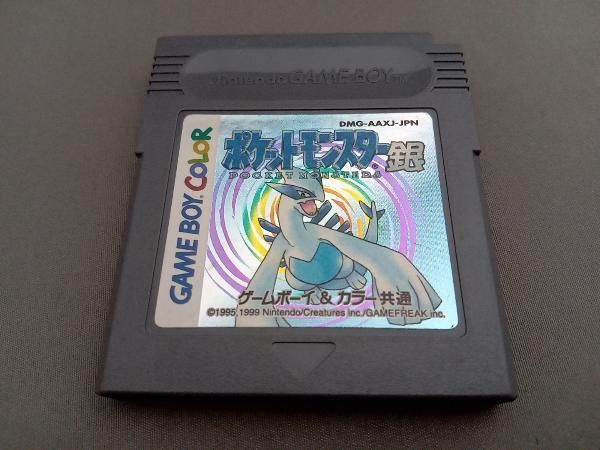 Nintendo GAME BOY TM
DMG-AAXJ-JPN
ポケットモンスター銀
POCKET MONSTERS
GAME BOY COLOR
ゲームボーイ&カラー共通
©1995,1999 Nintendo/Creatures inc./GAMEFREAK inc.